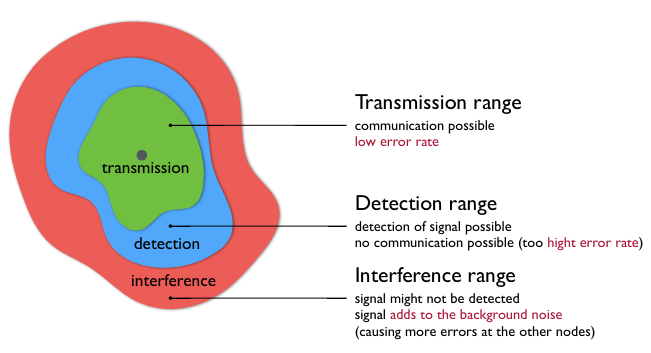 Transmission range
communication possible
low error rate
transmission
Detection range
detection of signal possible
no communication possible (too hight error rate)
detection
Interference range
interference
signal might not be detected
signal adds to the background noise
(causing more errors at the other nodes)